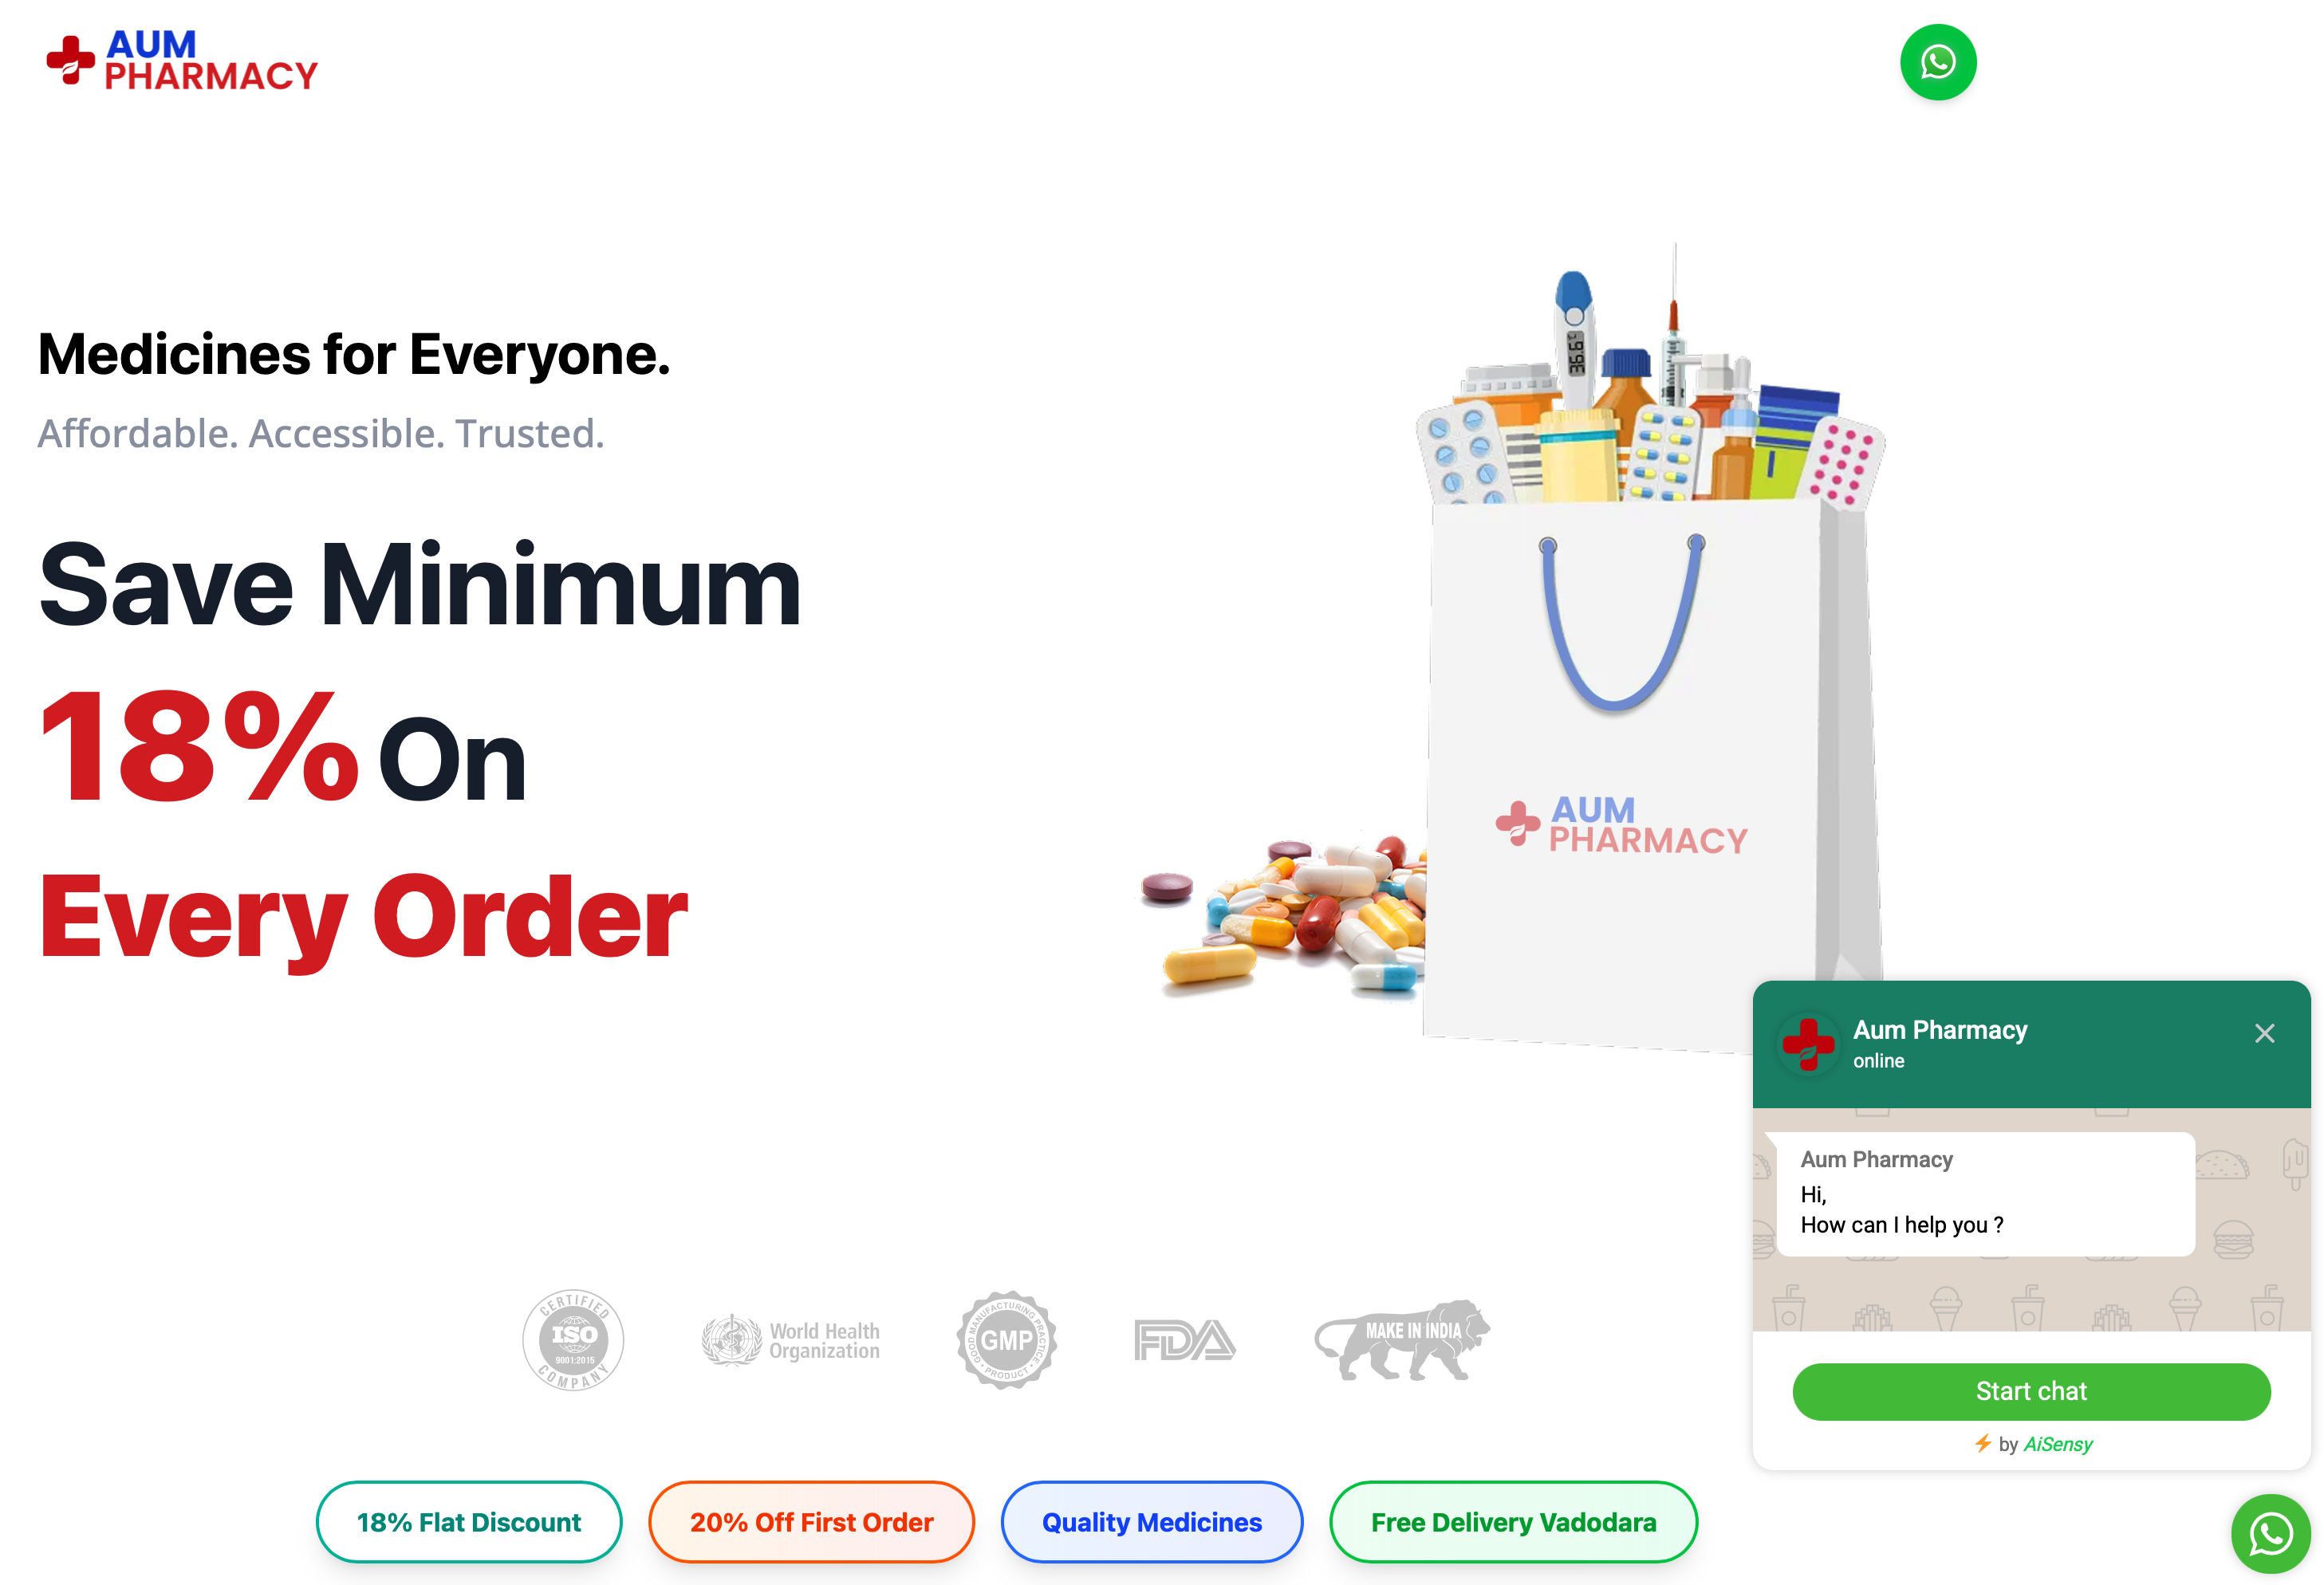 AUM
PHARMACY
Medicines for Everyone.
Affordable. Accessible. Trusted.
Save Minimum
18% On
Every Order
36.6
AUM
PHARMACY
Aum Pharmacy
online
Aum Pharmacy
Hi,
How can I help you ?
Start chat
⚡ by AiSensy
CERTIFIED
ISO
9001:2015
COMPANY
World Health
Organization
GOOD MANUFACTURING PRACTICE
GMP
PRODUCT
FDA
MAKE IN INDIA
18% Flat Discount
20% Off First Order
Quality Medicines
Free Delivery Vadodara